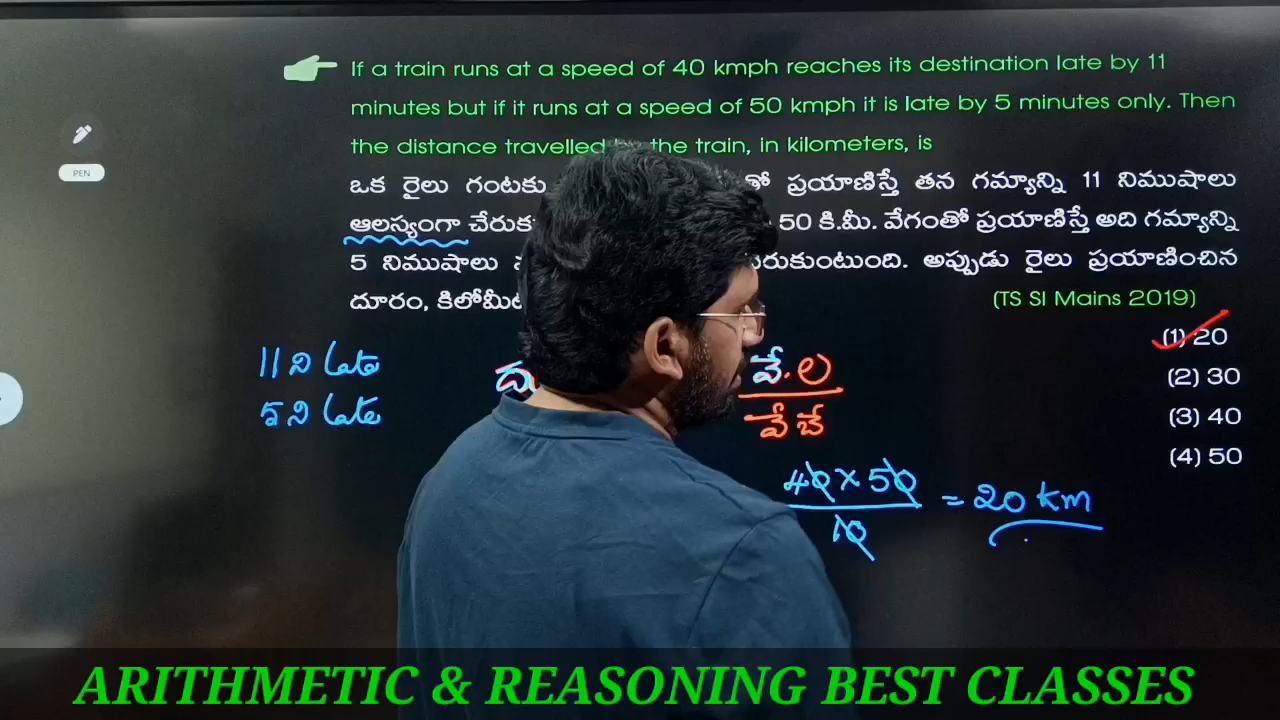 If a train runs at a speed of 40 kmph reaches its destination late by 11
minutes but if it runs at a speed of 50 kmph it is late by 5 minutes only. Then
the distance travelled the train, in kilometers, is
ఒక రైలు గంటకు ప్రయాణిస్తే తన గమ్యాన్ని 11 నిముషాలు
ఆలస్యంగా 50 కి.మీ. వేగంతో ప్రయాణిస్తే అది గమ్యాన్ని
5 నిముషాలు అప్పుడు రైలు ప్రయాణించిన
దూరం,
(TS SI Mains 2019)
(1) 20
(2) 30
(3) 40
(4) 50
11 ని late
5 ని late
వే.ల
వే చే
40 × 50
10
= 20 km
PEN
ARITHMETIC & REASONING BEST CLASSES